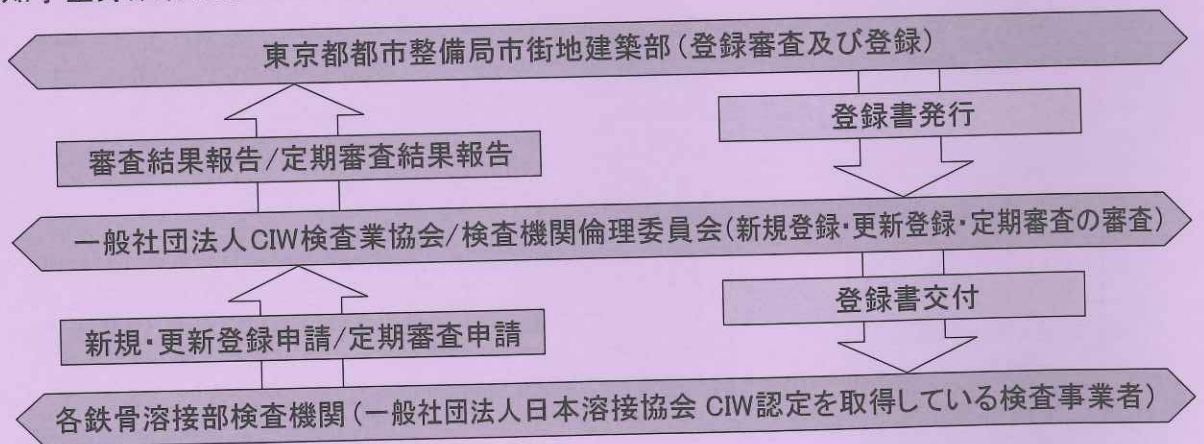 東京都都市整備局市街地建築部(登録審査及び登録)
登録書発行
審査結果報告/定期審査結果報告
一般社団法人CIW検査業協会/検査機関倫理委員会(新規登録・更新登録・定期審査の審査)
登録書交付
新規・更新登録申請/定期審査申請
各鉄骨溶接部検査機関(一般社団法人日本溶接協会 CIW認定を取得している検査事業者)